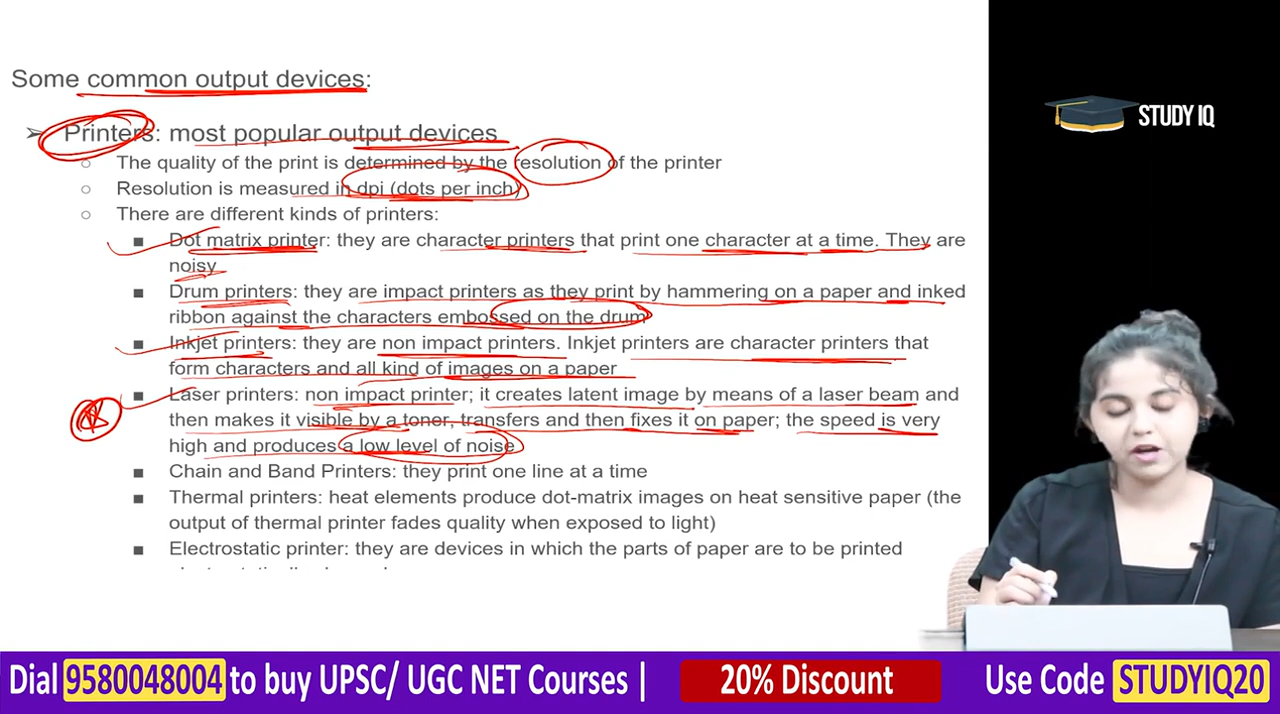 Some common output devices:
➢ Printers: most popular output devices
○ The quality of the print is determined by the resolution of the printer
○ Resolution is measured in dpi (dots per inch)
○ There are different kinds of printers:
■ Dot matrix printer: they are character printers that print one character at a time. They are
noisy
■ Drum printers: they are impact printers as they print by hammering on a paper and inked
ribbon against the characters embossed on the drum
■ Inkjet printers: they are non impact printers. Inkjet printers are character printers that
form characters and all kind of images on a paper
■ Laser printers: non impact printer; it creates latent image by means of a laser beam and
then makes it visible by a toner, transfers and then fixes it on paper; the speed is very
high and produces a low level of noise
■ Chain and Band Printers: they print one line at a time
■ Thermal printers: heat elements produce dot-matrix images on heat sensitive paper (the
output of thermal printer fades quality when exposed to light)
■ Electrostatic printer: they are devices in which the parts of paper are to be printed
STUDY IQ
Dial 9580048004 to buy UPSC/ UGC NET Courses | 20% Discount Use Code STUDYIQ20